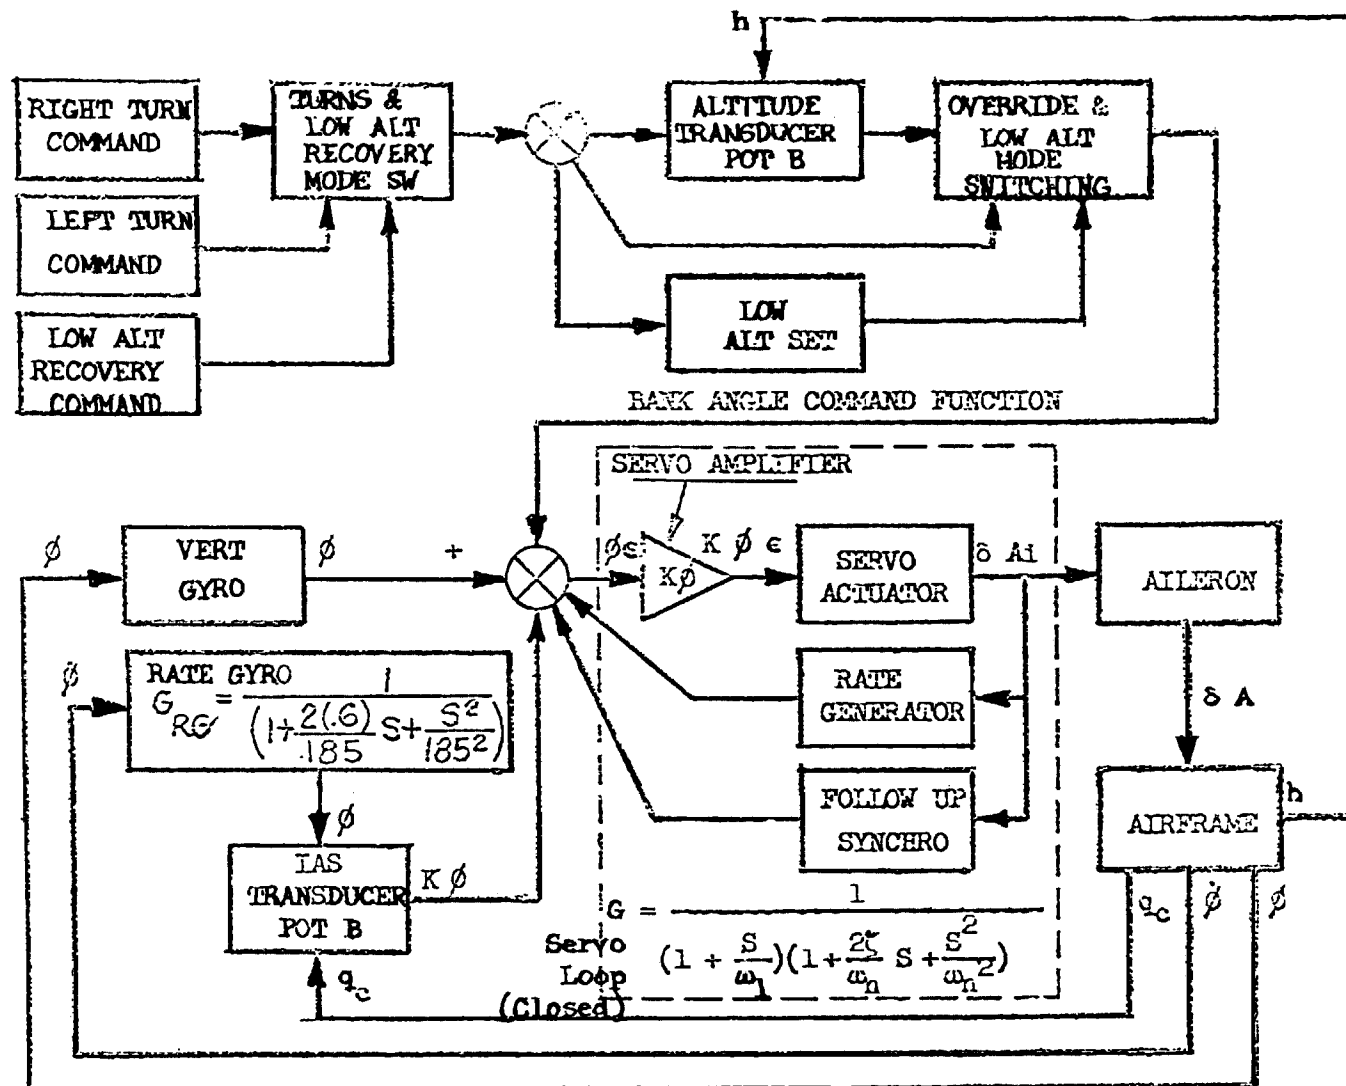 h
RIGHT TURN
COMMAND
TURNS &
LOW ALT
RECOVERY
MODE SW
ALTITUDE
TRANSDUCER
POT B
OVERRIDE &
LOW ALT
MODE
SWITCHING
LEFT TURN
COMMAND
LOW ALT
RECOVERY
COMMAND
LOW
ALT SET
BANK ANGLE COMMAND FUNCTION
SERVO AMPLIFIER
ϕ
VERT
GYRO
ϕ
+
ϕϵ
Kϕ
K ϕ ϵ
SERVO
ACTUATOR
δ Ai
AILERON
ϕ̇
RATE GYRO
G_RG = 1 / (1+ 2(.6)/.185 S + S²/185²)
RATE
GENERATOR
δ A
ϕ
FOLLOW UP
SYNCHRO
AIRFRAME
h
IAS
TRANSDUCER
POT B
K ϕ
q_c
ϕ̇
ϕ
G = 1 / (1 + S/ω₁)(1 + 2ζ/ω_n S + S²/ω_n²)
Servo
Loop
(Closed)
q_c